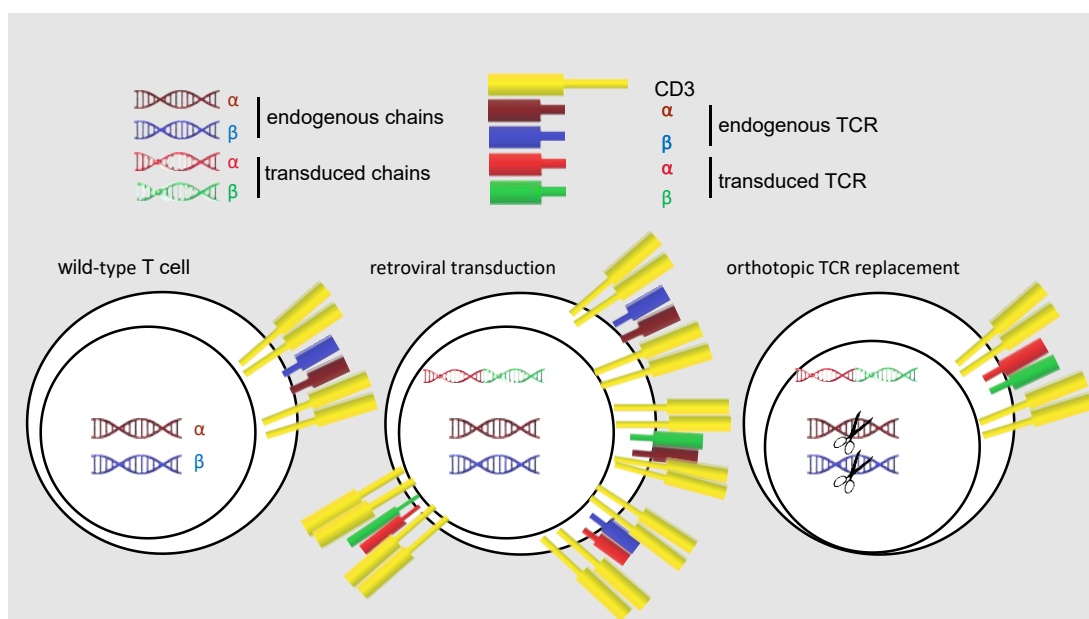 α
β
endogenous chains
α
β
transduced chains
CD3
α
β
endogenous TCR
α
β
transduced TCR
wild-type T cell
retroviral transduction
orthotopic TCR replacement
α
β